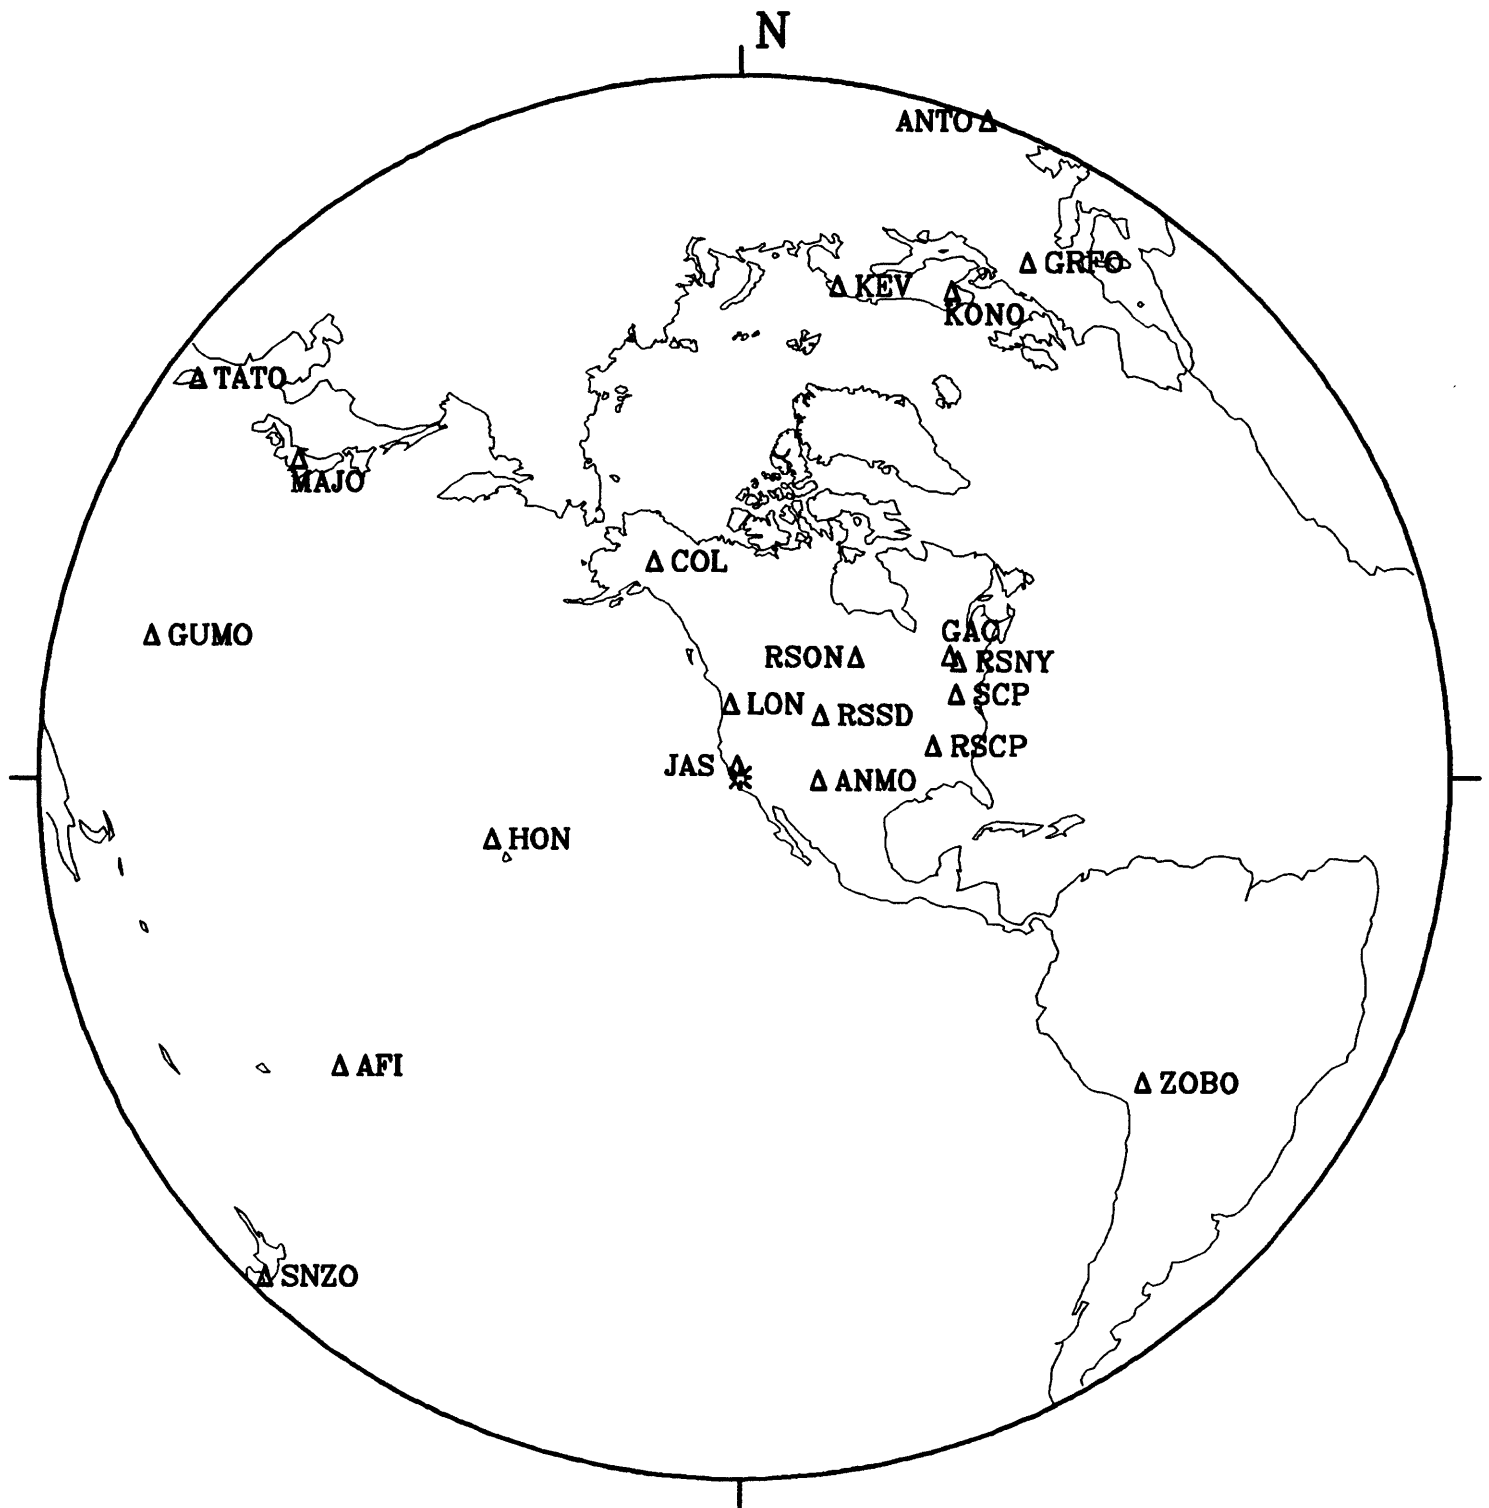 N
ANTO
GRFO
KEV
KONO
TATO
MAJO
COL
GUMO
GAC
RSON
RSNY
SCP
LON
RSSD
RSCP
JAS
ANMO
HON
AFI
ZOBO
SNZO